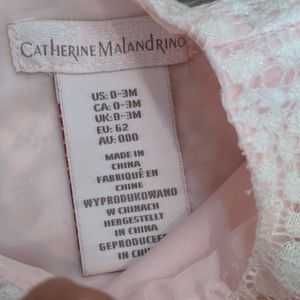 CATHERINE MALANDRINO
US: 0-3M
CA: 0-3M
UK: 0-3M
EU: 62
AU: 000
MADE IN
CHINA
FABRIQUÉ EN
CHINE
WYPRODUKOWANO
W CHINACH
HERGESTELLT
IN CHINA
GEPRODUCEE
IN CHINA